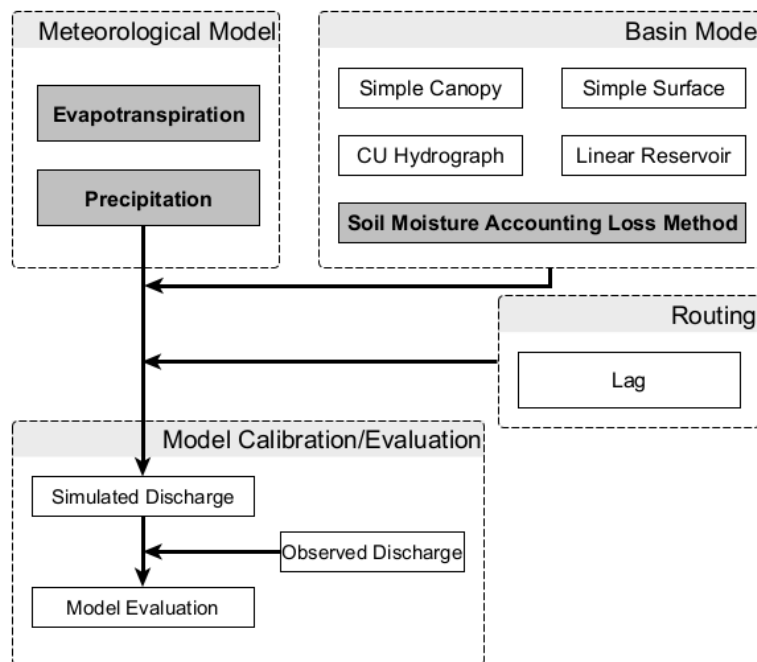 Meteorological Model
Basin Mode
Evapotranspiration
Precipitation
Simple Canopy
Simple Surface
CU Hydrograph
Linear Reservoir
Soil Moisture Accounting Loss Method
Routing
Lag
Model Calibration/Evaluation
Simulated Discharge
Observed Discharge
Model Evaluation